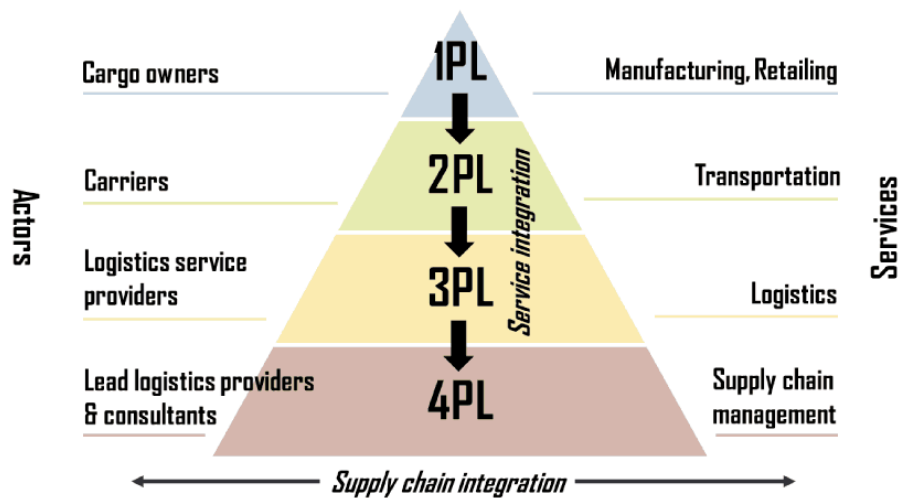 1PL
Cargo owners
Manufacturing, Retailing
2PL
Carriers
Transportation
Actors
Service integration
Services
Logistics service
providers
3PL
Logistics
Lead logistics providers
& consultants
4PL
Supply chain
management
Supply chain integration